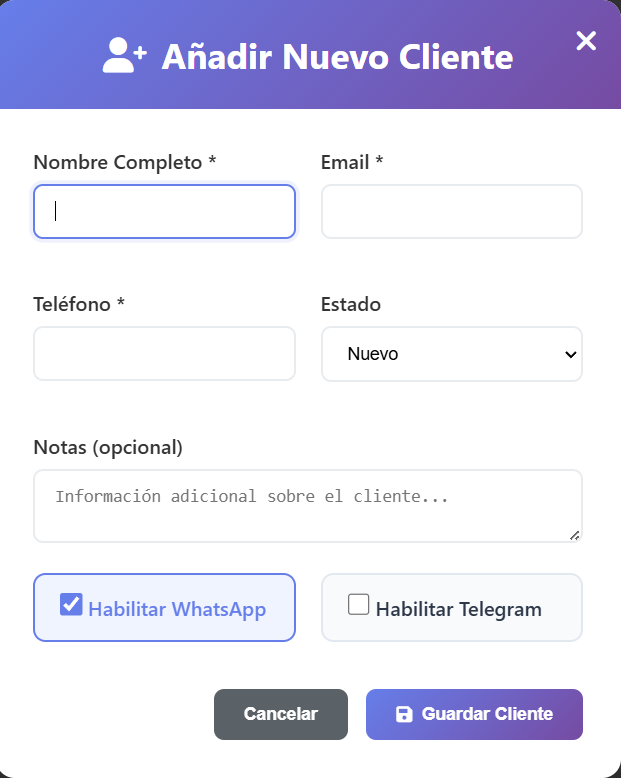 Añadir Nuevo Cliente
Nombre Completo *
Email *
Teléfono *
Estado
Nuevo
Notas (opcional)
Información adicional sobre el cliente...
Habilitar WhatsApp
Habilitar Telegram
Cancelar
Guardar Cliente